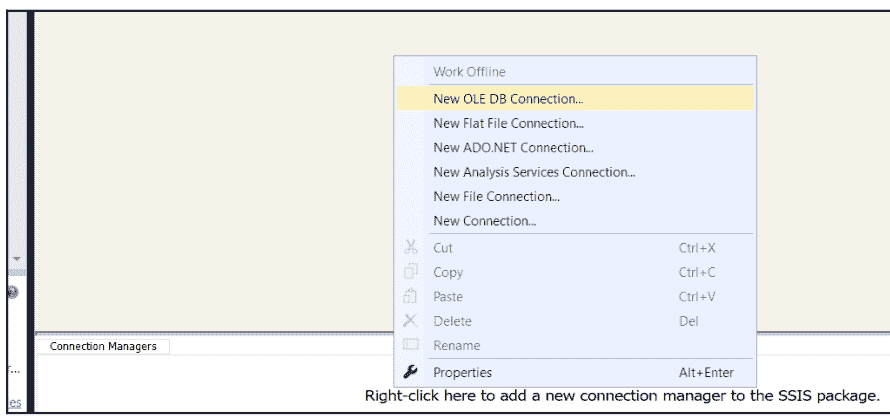 Work Offline
New OLE DB Connection...
New Flat File Connection...
New ADO.NET Connection...
New Analysis Services Connection...
New File Connection...
New Connection...
Cut Ctrl+X
Copy Ctrl+C
Paste Ctrl+V
Delete Del
Rename
Connection Managers
Properties Alt+Enter
r...
Right-click here to add a new connection manager to the SSIS package.
es